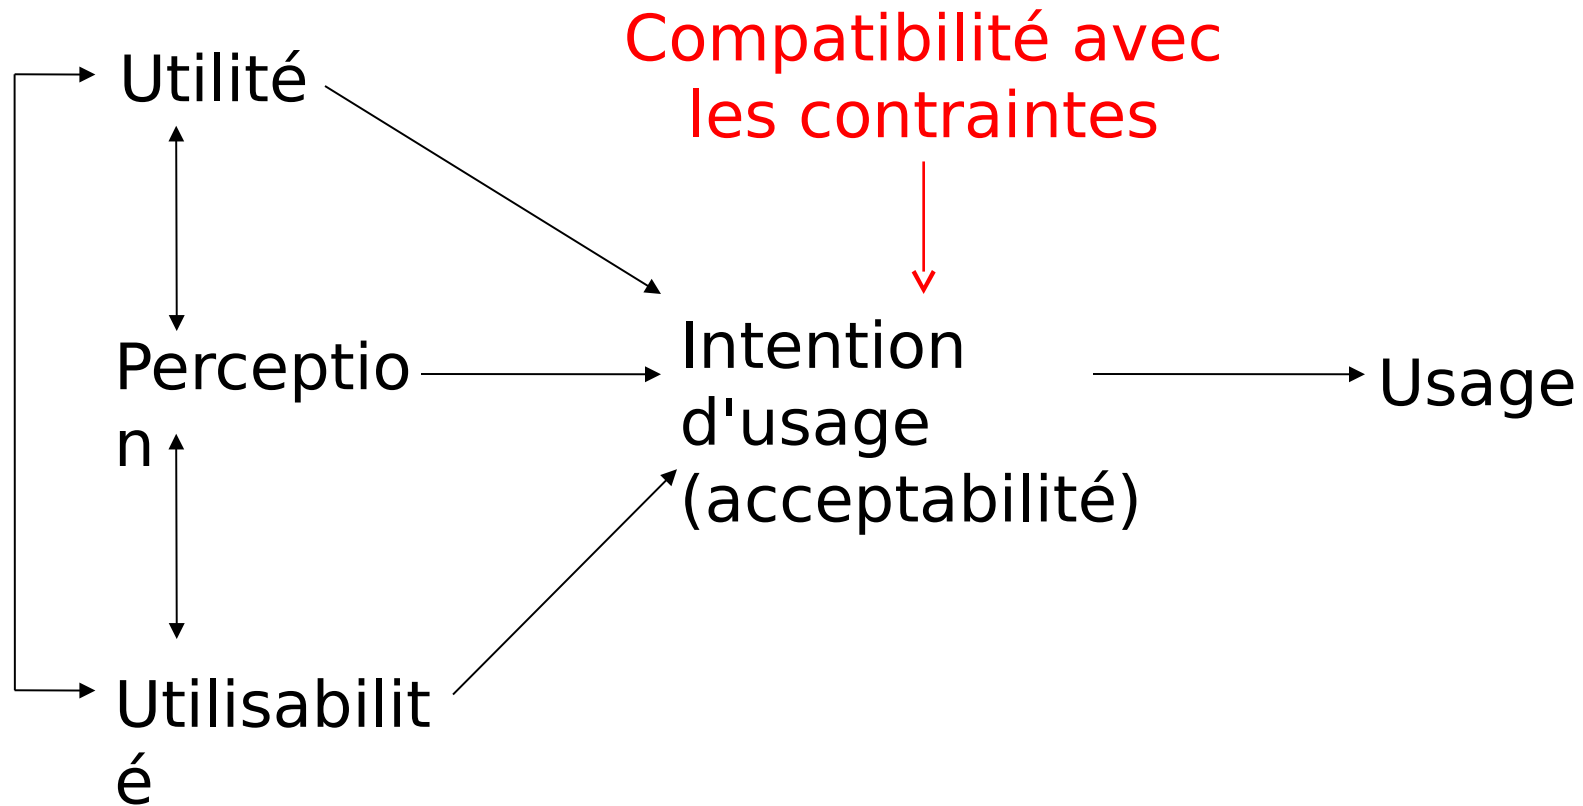 Utilité
Compatibilité avec
les contraintes
Perceptio
n
Intention
d'usage
(acceptabilité)
Usage
Utilisabilit
é